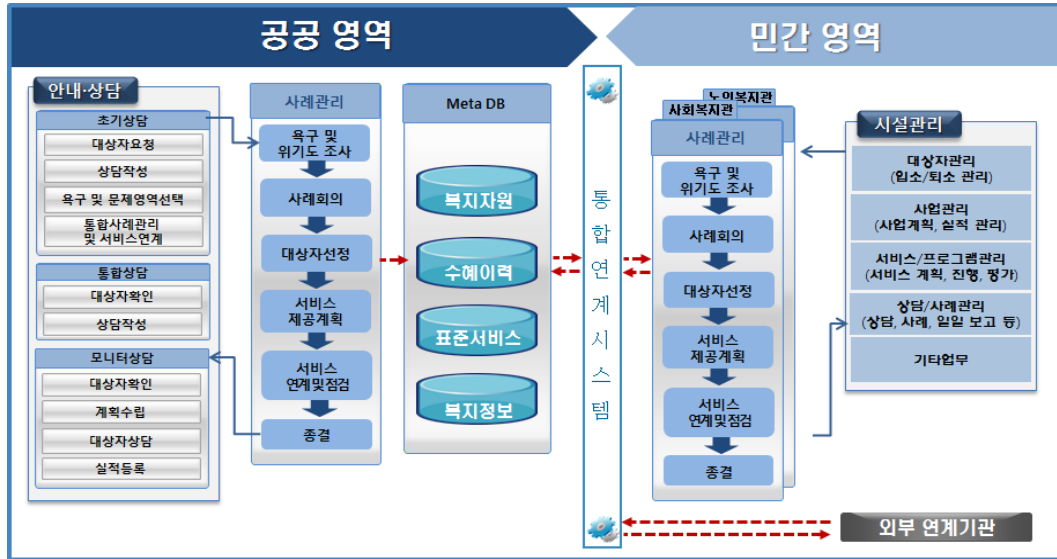 공공 영역
민간 영역
안내·상담
초기상담
대상자요청
상담작성
욕구 및 문제영역선택
통합사례관리
및 서비스연계
통합상담
대상자확인
상담작성
모니터상담
대상자확인
계획수립
대상자상담
실적등록
사례관리
욕구 및
위기도 조사
사례회의
대상자선정
서비스
제공계획
서비스
연계및점검
종결
Meta DB
복지자원
수혜이력
표준서비스
복지정보
통합연계시스템
노인복지관
사회복지관
사례관리
욕구 및
위기도 조사
사례회의
대상자선정
서비스
제공계획
서비스
연계및점검
종결
시설관리
대상자관리
(입소/퇴소 관리)
사업관리
(사업계획, 실적 관리)
서비스/프로그램관리
(서비스 계획, 진행, 평가)
상담/사례관리
(상담, 사례, 일일 보고 등)
기타업무
외부 연계기관